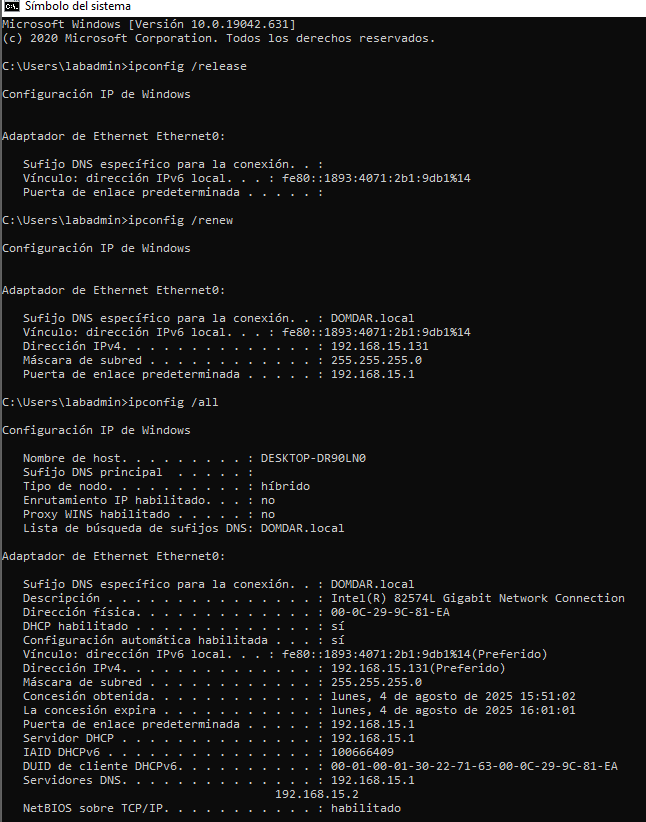 Símbolo del sistema
Microsoft Windows [Versión 10.0.19042.631]
(c) 2020 Microsoft Corporation. Todos los derechos reservados.
C:\Users\labadmin>ipconfig /release
Configuración IP de Windows
Adaptador de Ethernet Ethernet0:
   Sufijo DNS específico para la conexión. . :
   Vínculo: dirección IPv6 local. . . : fe80::1893:4071:2b1:9db1%14
   Puerta de enlace predeterminada . . . . . :
C:\Users\labadmin>ipconfig /renew
Configuración IP de Windows
Adaptador de Ethernet Ethernet0:
   Sufijo DNS específico para la conexión. . : DOMDAR.local
   Vínculo: dirección IPv6 local. . . : fe80::1893:4071:2b1:9db1%14
   Dirección IPv4. . . . . . . . . . . . . . : 192.168.15.131
   Máscara de subred . . . . . . . . . . . . : 255.255.255.0
   Puerta de enlace predeterminada . . . . . : 192.168.15.1
C:\Users\labadmin>ipconfig /all
Configuración IP de Windows
   Nombre de host. . . . . . . . . : DESKTOP-DR90LN0
   Sufijo DNS principal  . . . . . :
   Tipo de nodo. . . . . . . . . . : híbrido
   Enrutamiento IP habilitado. . . : no
   Proxy WINS habilitado . . . . . : no
   Lista de búsqueda de sufijos DNS: DOMDAR.local
Adaptador de Ethernet Ethernet0:
   Sufijo DNS específico para la conexión. . : DOMDAR.local
   Descripción . . . . . . . . . . . . . . . : Intel(R) 82574L Gigabit Network Connection
   Dirección física. . . . . . . . . . . . . : 00-0C-29-9C-81-EA
   DHCP habilitado . . . . . . . . . . . . . : sí
   Configuración automática habilitada . . . : sí
   Vínculo: dirección IPv6 local. . . : fe80::1893:4071:2b1:9db1%14(Preferido)
   Dirección IPv4. . . . . . . . . . . . . . : 192.168.15.131(Preferido)
   Máscara de subred . . . . . . . . . . . . : 255.255.255.0
   Concesión obtenida. . . . . . . . . . . . : lunes, 4 de agosto de 2025 15:51:02
   La concesión expira . . . . . . . . . . . : lunes, 4 de agosto de 2025 16:01:01
   Puerta de enlace predeterminada . . . . . : 192.168.15.1
   Servidor DHCP . . . . . . . . . . . . . . : 192.168.15.1
   IAID DHCPv6 . . . . . . . . . . . . . . . : 100666409
   DUID de cliente DHCPv6. . . . . . . . . . : 00-01-00-01-30-22-71-63-00-0C-29-9C-81-EA
   Servidores DNS. . . . . . . . . . . . . . : 192.168.15.1
                                       192.168.15.2
   NetBIOS sobre TCP/IP. . . . . . . . . . . : habilitado